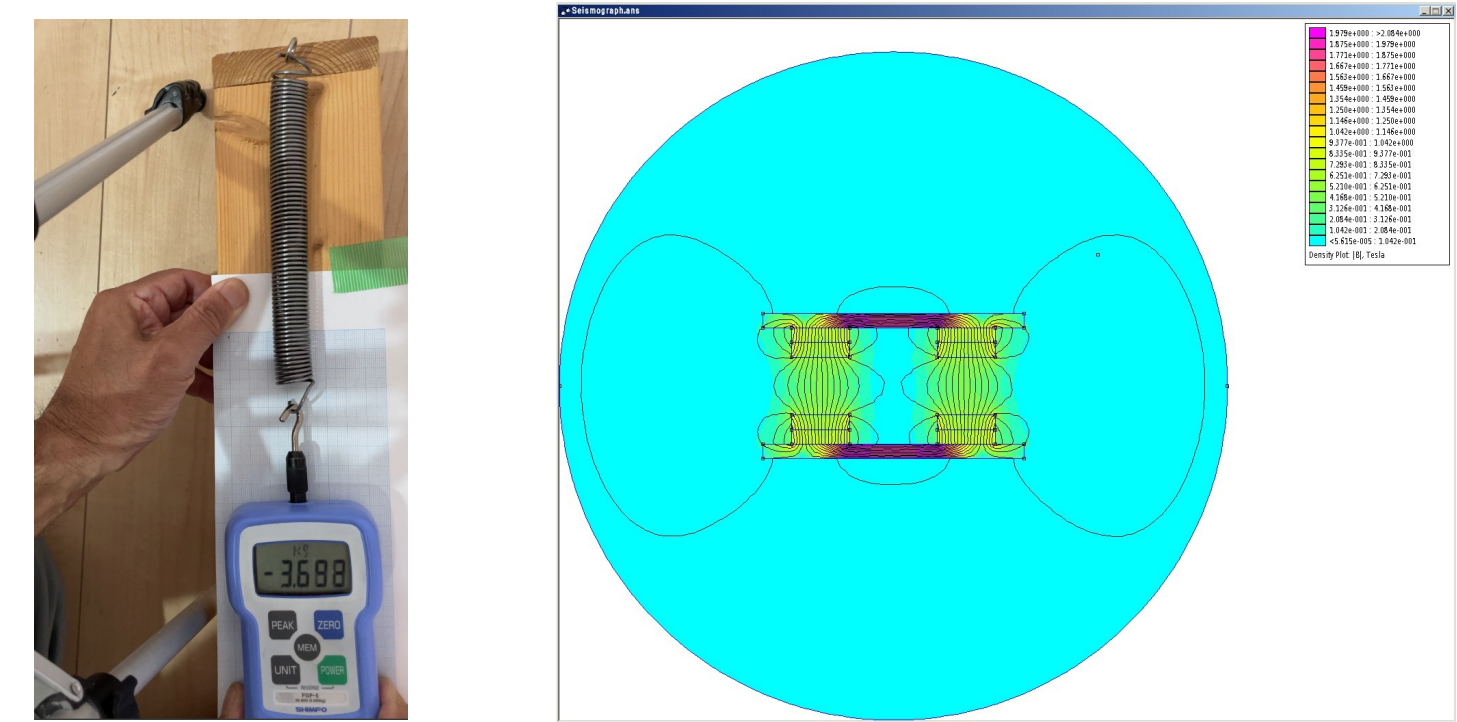 kg
-3.698
PEAK
ZERO
MEM
UNIT
POWER
REVERSE
FGP-5
SHIMPO
Seismograph.ans
1.979e+000 : >2.084e+000
1.875e+000 : 1.979e+000
1.771e+000 : 1.875e+000
1.667e+000 : 1.771e+000
1.563e+000 : 1.667e+000
1.459e+000 : 1.563e+000
1.354e+000 : 1.459e+000
1.250e+000 : 1.354e+000
1.146e+000 : 1.250e+000
1.042e+000 : 1.146e+000
9.377e-001 : 1.042e+000
8.335e-001 : 9.377e-001
7.293e-001 : 8.335e-001
6.251e-001 : 7.293e-001
5.210e-001 : 6.251e-001
4.168e-001 : 5.210e-001
3.126e-001 : 4.168e-001
2.084e-001 : 3.126e-001
1.042e-001 : 2.084e-001
<5.615e-005 : 1.042e-001
Density Plot: |B|, Tesla